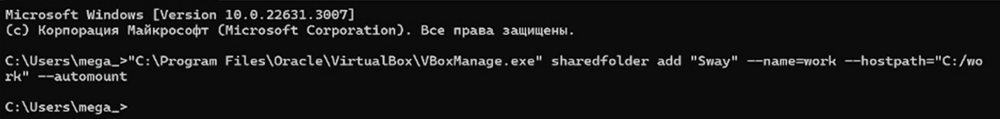 Microsoft Windows [Version 10.0.22631.3007]
(c) Корпорация Майкрософт (Microsoft Corporation). Все права защищены.
C:\Users\mega_>"C:\Program Files\Oracle\VirtualBox\VBoxManage.exe" sharedfolder add "Sway" --name=work --hostpath="C:/wo
rk" --automount
C:\Users\mega_>